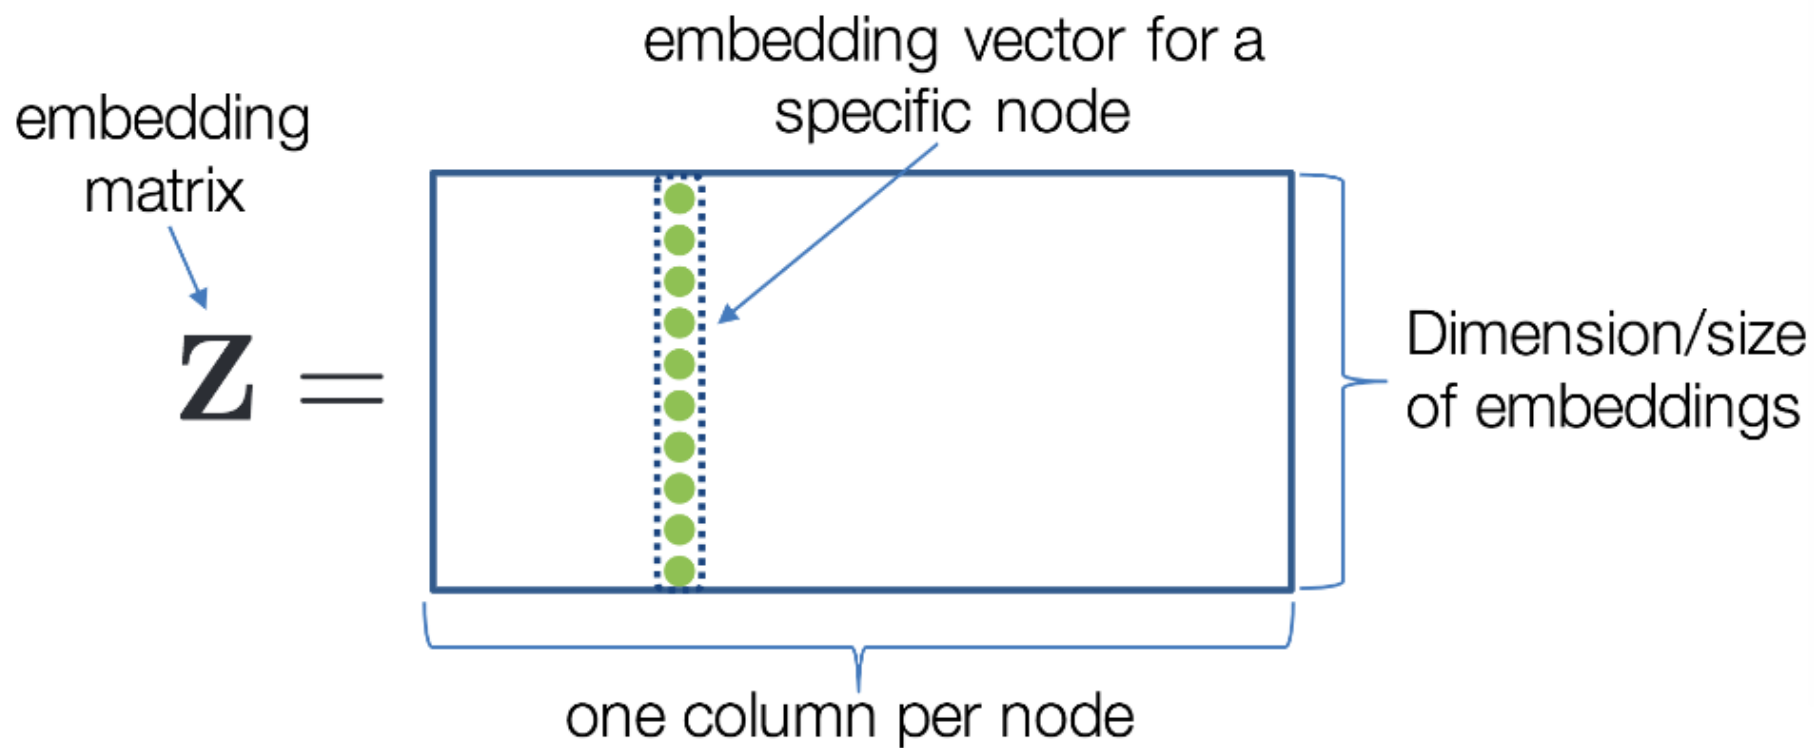 embedding vector for a
specific node
embedding
matrix
Z =
Dimension/size
of embeddings
one column per node